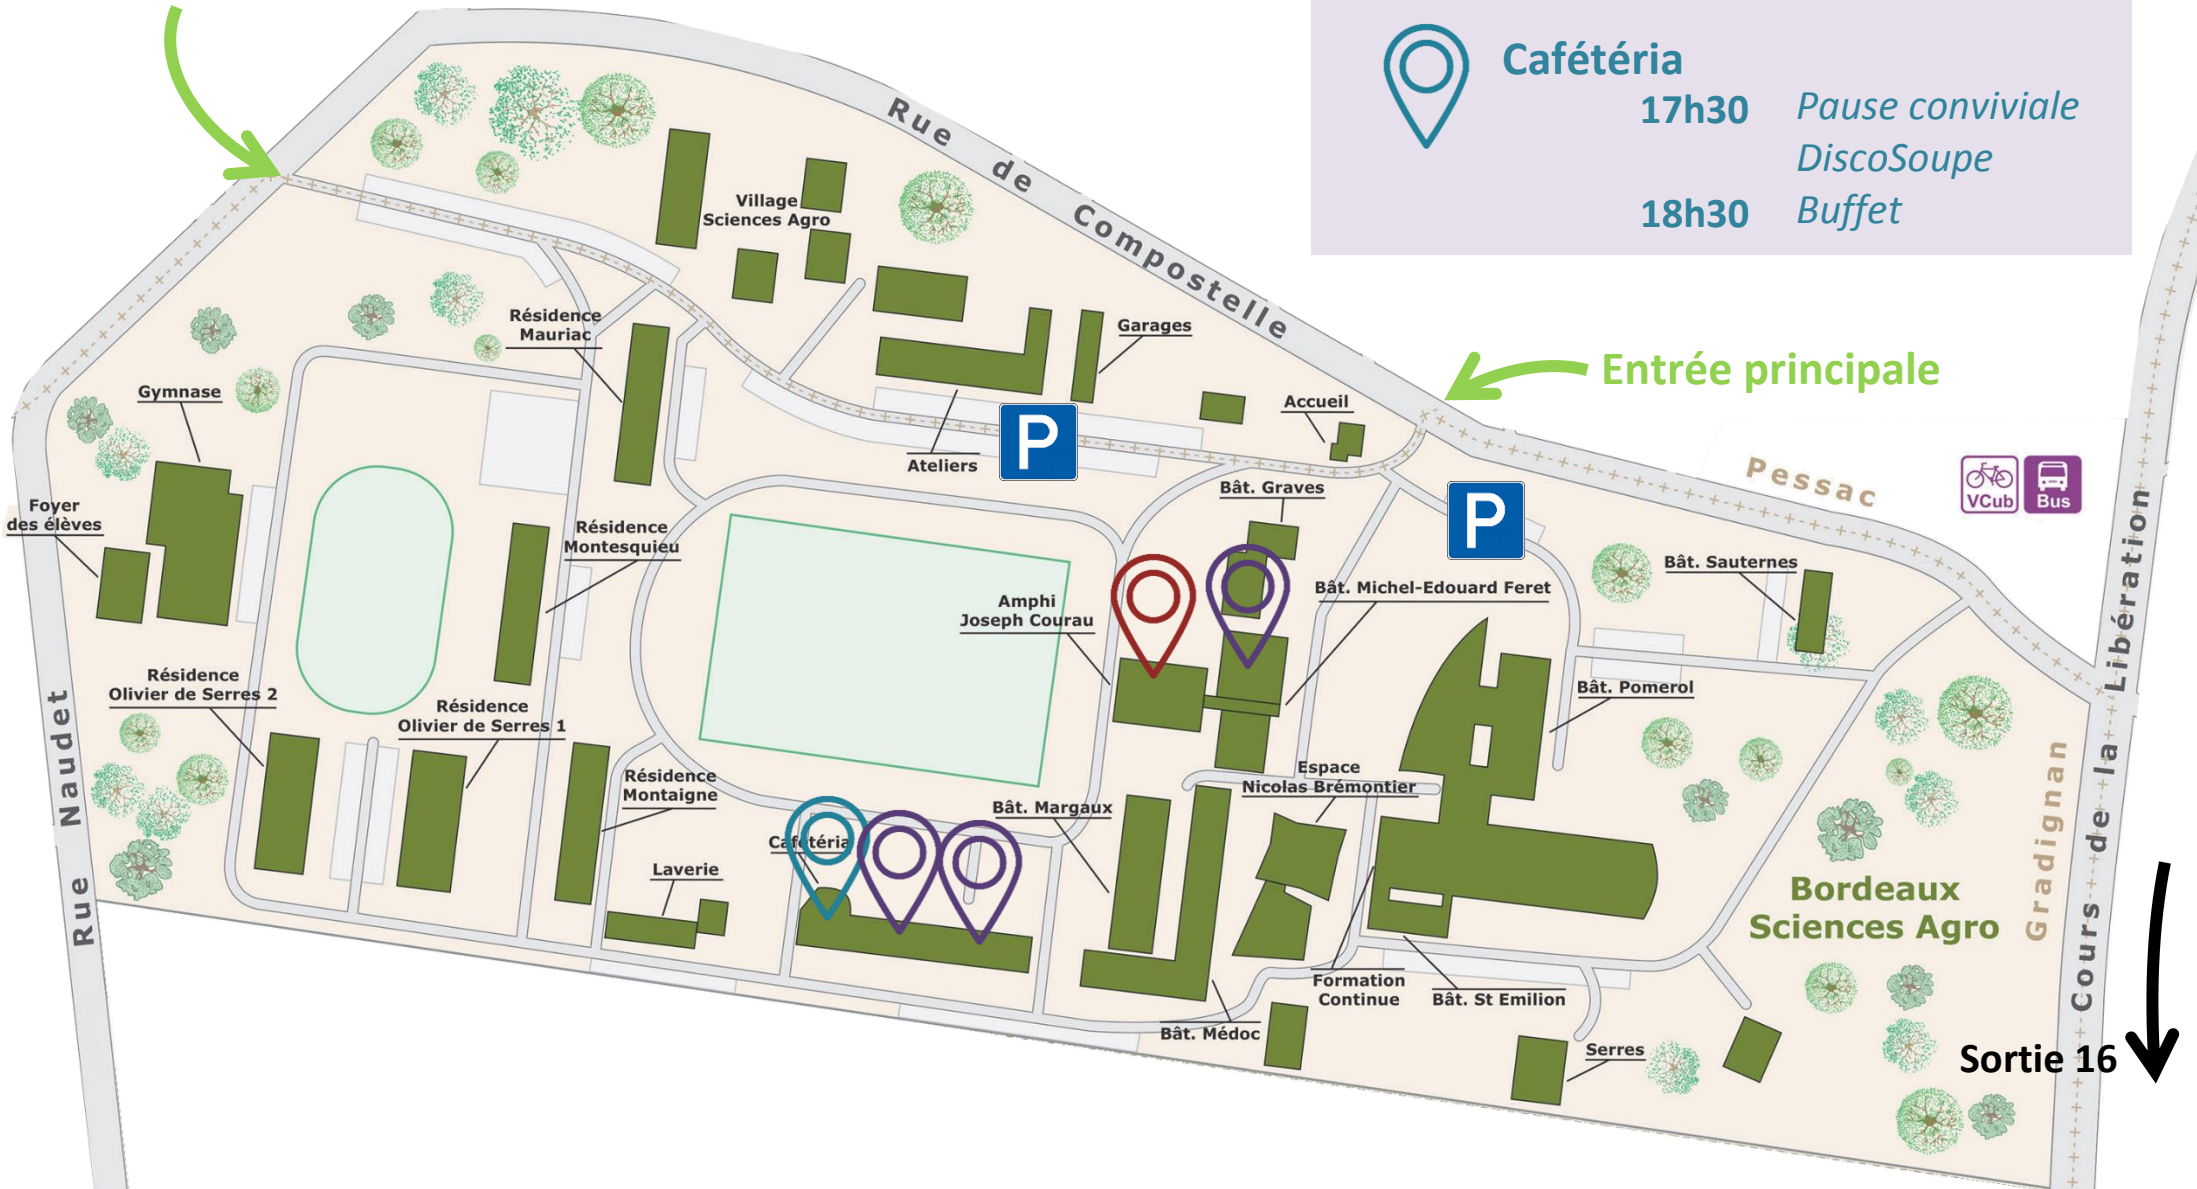 Cafétéria
17h30 Pause conviviale
DiscoSoupe
18h30 Buffet
Rue de Compostelle
Village
Sciences Agro
Résidence
Mauriac
Garages
Entrée principale
Gymnase
Accueil
P
Ateliers
Pessac
VCub
Bus
Bât. Graves
P
Foyer
des élèves
Résidence
Montesquieu
Bât. Sauternes
Bât. Michel-Edouard Feret
Amphi
Joseph Courau
Résidence
Olivier de Serres 2
Bât. Pomerol
Résidence
Olivier de Serres 1
Rue Naudet
Cours de la Libération
Gradignan
Résidence
Montaigne
Espace
Nicolas Brémontier
Bât. Margaux
Cafétéria
Laverie
Bordeaux
Sciences Agro
Formation
Continue
Bât. St Emilion
Bât. Médoc
Serres
Sortie 16